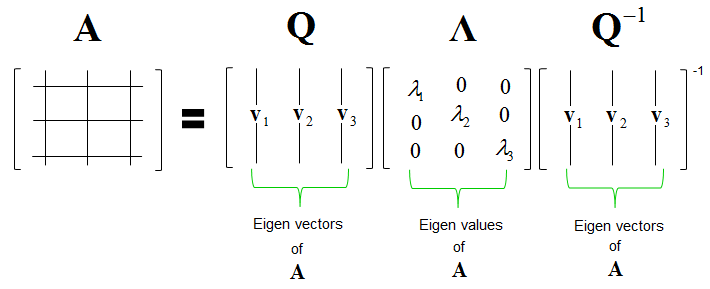 A = Q Λ Q⁻¹
v₁ v₂ v₃ λ₁ 0 0 v₁ v₂ v₃ -1
0 λ₂ 0
0 0 λ₃
Eigen vectors
of
A
Eigen values
of
A
Eigen vectors
of
A